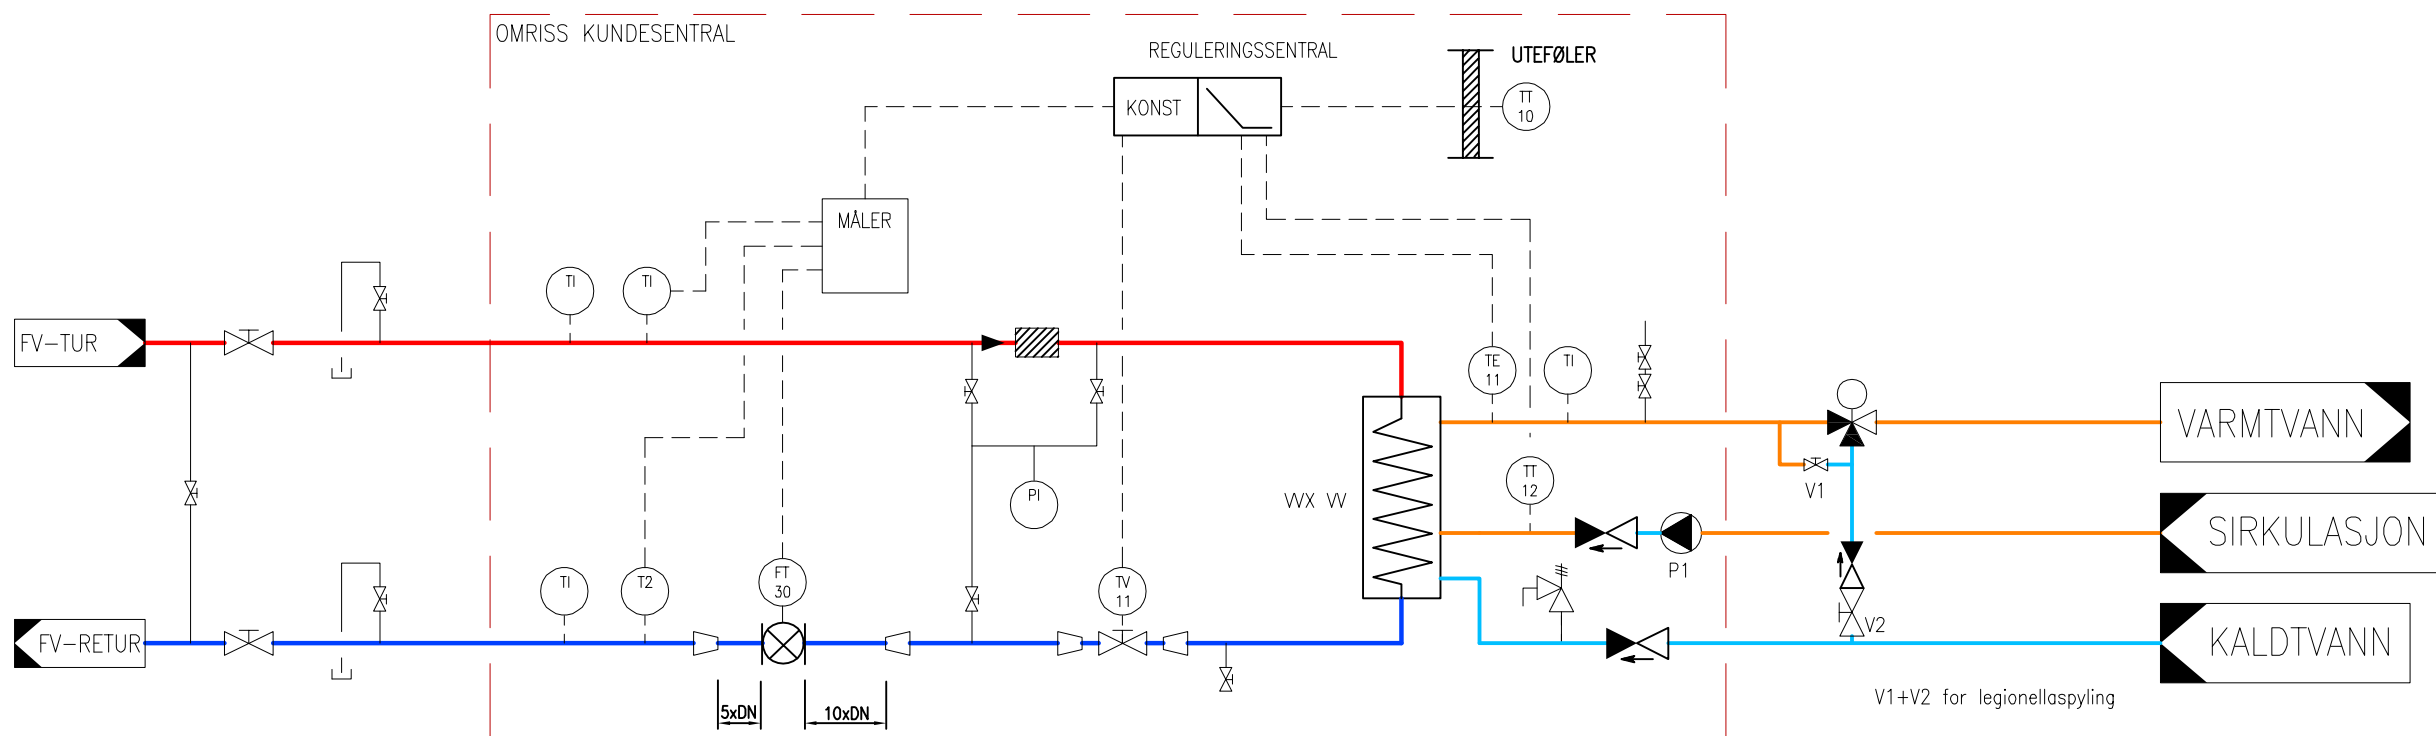 OMRISS KUNDESENTRAL
REGULERINGSSENTRAL
UTEFØLER
KONST
TT
10
MÅLER
TI
TI
FV-TUR
TE
11
TI
VARMTVANN
TT
12
V1
VVX VV
PI
SIRKULASJON
P1
TI
T2
FT
30
TV
11
V2
FV-RETUR
KALDTVANN
5xDN
10xDN
V1+V2 for legionellaspyling